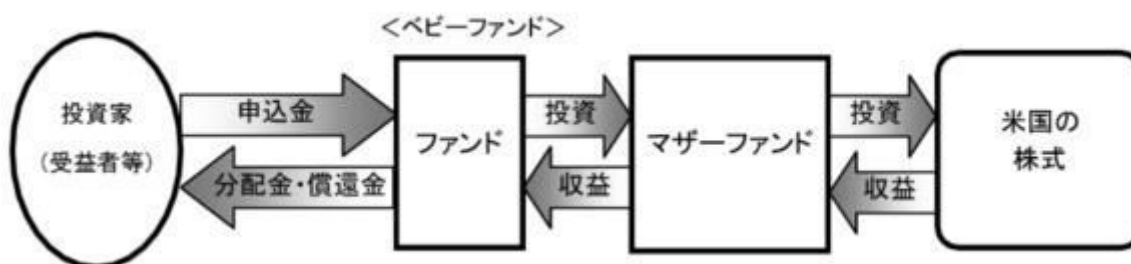 <ベビーファンド>
投資家
(受益者等)
申込金
分配金・償還金
ファンド
投資
収益
マザーファンド
投資
収益
米国の
株式